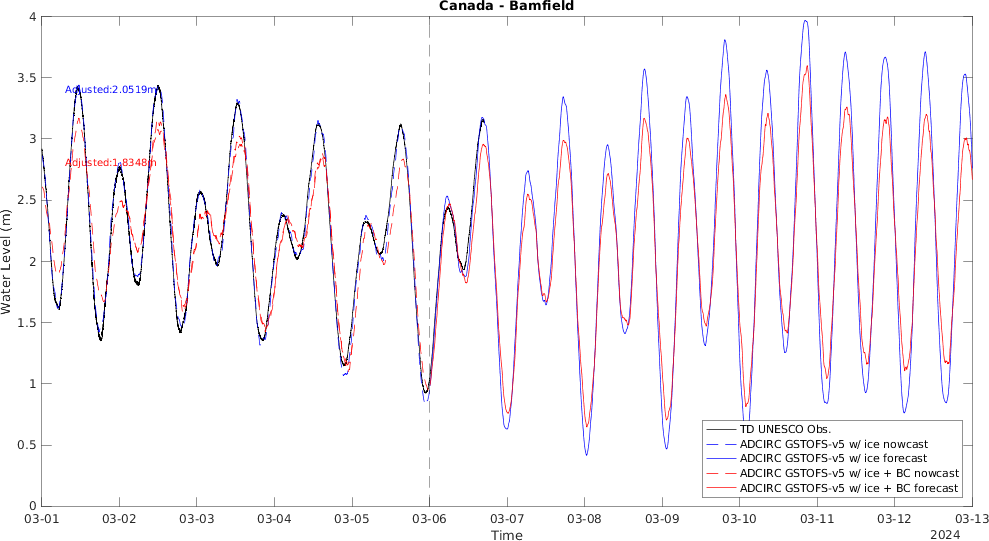 Canada - Bamfield
4
3.5
3
2.5
2
1.5
1
0.5
0
Water Level (m)
Adjusted:2.0519m
Adjusted:1.8348m
TD UNESCO Obs.
ADCIRC GSTOFS-v5 w/ ice nowcast
ADCIRC GSTOFS-v5 w/ ice forecast
ADCIRC GSTOFS-v5 w/ ice + BC nowcast
ADCIRC GSTOFS-v5 w/ ice + BC forecast
03-01 03-02 03-03 03-04 03-05 03-06 03-07 03-08 03-09 03-10 03-11 03-12 03-13
Time
2024